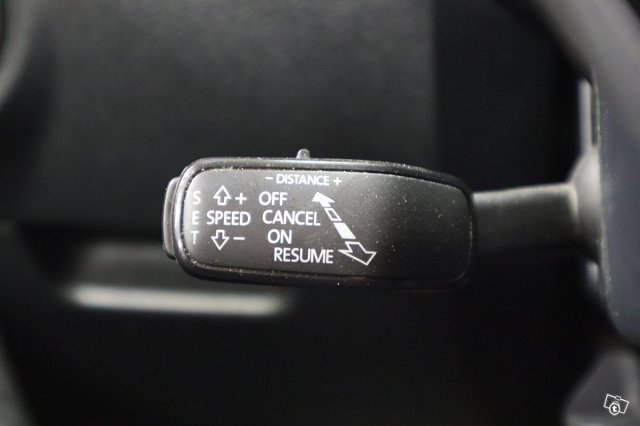 - DISTANCE +
S + OFF
E SPEED CANCEL
T - ON
RESUME